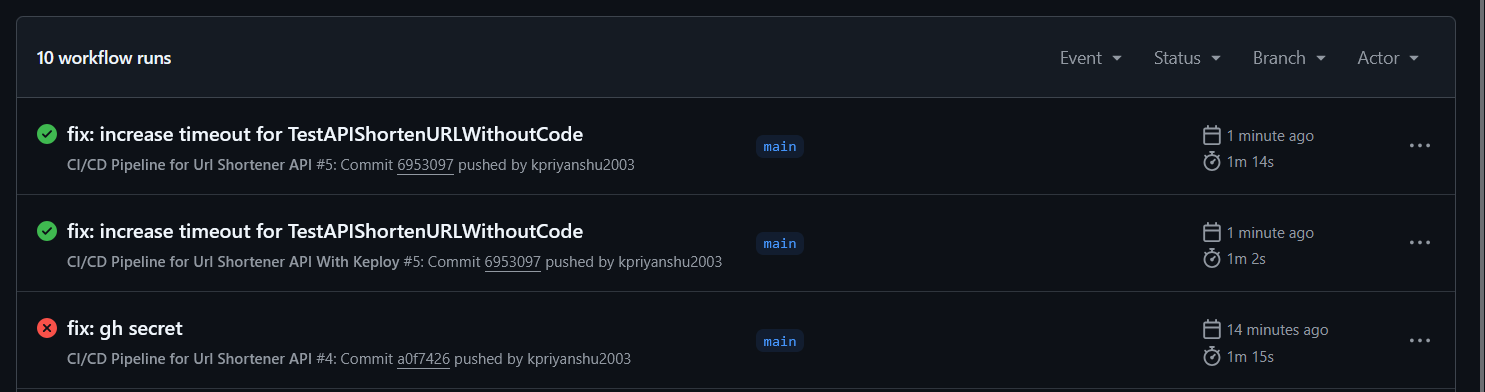 10 workflow runs
Event Status Branch Actor
fix: increase timeout for TestAPIShortenURLWithoutCode
CI/CD Pipeline for Url Shortener API #5: Commit 6953097 pushed by kpriyanshu2003
main
1 minute ago
1m 14s
fix: increase timeout for TestAPIShortenURLWithoutCode
CI/CD Pipeline for Url Shortener API With Keploy #5: Commit 6953097 pushed by kpriyanshu2003
main
1 minute ago
1m 2s
fix: gh secret
CI/CD Pipeline for Url Shortener API #4: Commit a0f7426 pushed by kpriyanshu2003
main
14 minutes ago
1m 15s